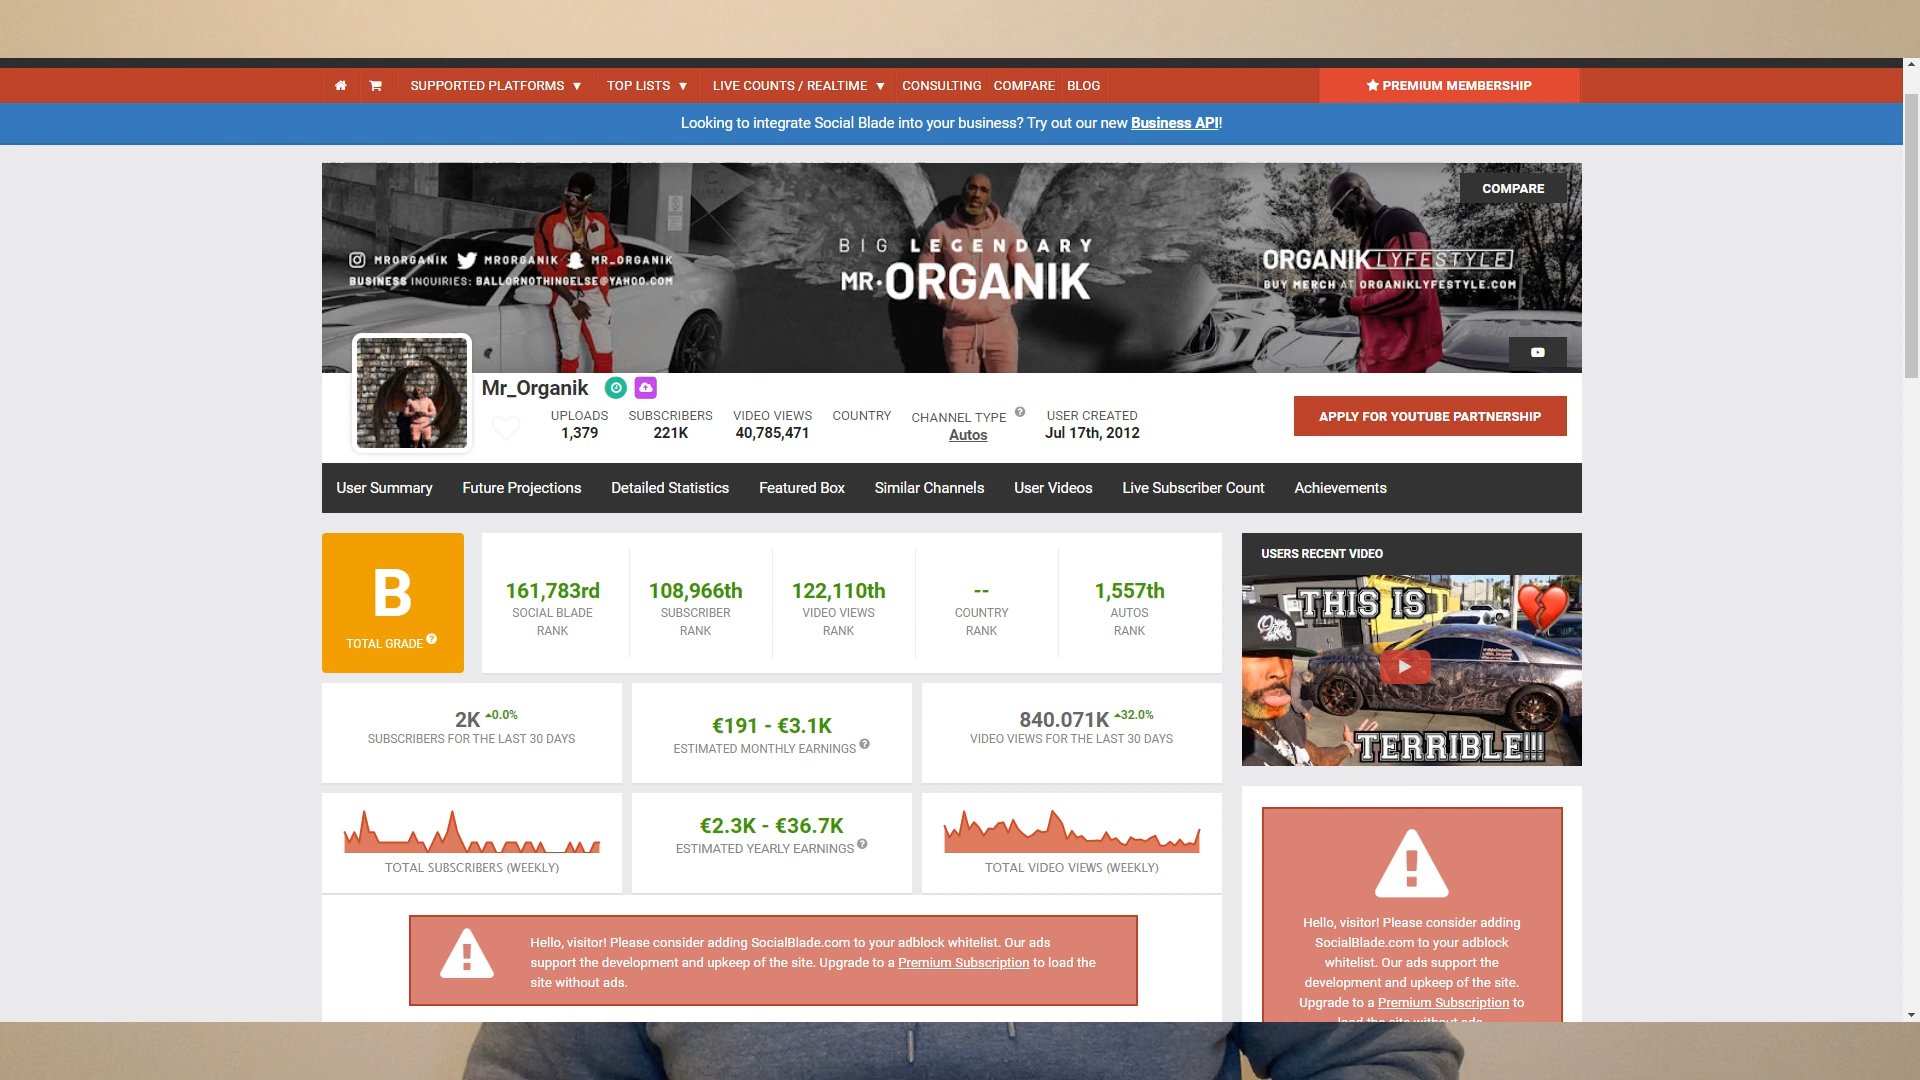 SUPPORTED PLATFORMS TOP LISTS LIVE COUNTS / REALTIME CONSULTING COMPARE BLOG PREMIUM MEMBERSHIP
Looking to integrate Social Blade into your business? Try out our new Business API!
COMPARE
BIG LEGENDARY
MR·ORGANIK
MRORGANIK MRORGANIK MR_ORGANIK
BUSINESS INQUIRIES: BALLORNOTHINGELSE@YAHOO.COM
ORGANIK LYFESTYLE
BUY MERCH AT ORGANIKLYFESTYLE.COM
Mr_Organik
UPLOADS
1,379
SUBSCRIBERS
221K
VIDEO VIEWS
40,785,471
COUNTRY
CHANNEL TYPE
Autos
USER CREATED
Jul 17th, 2012
APPLY FOR YOUTUBE PARTNERSHIP
User Summary Future Projections Detailed Statistics Featured Box Similar Channels User Videos Live Subscriber Count Achievements
B
TOTAL GRADE
161,783rd
SOCIAL BLADE
RANK
108,966th
SUBSCRIBER
RANK
122,110th
VIDEO VIEWS
RANK
--
COUNTRY
RANK
1,557th
AUTOS
RANK
2K 0.0%
SUBSCRIBERS FOR THE LAST 30 DAYS
€191 - €3.1K
ESTIMATED MONTHLY EARNINGS
840.071K 32.0%
VIDEO VIEWS FOR THE LAST 30 DAYS
TOTAL SUBSCRIBERS (WEEKLY)
€2.3K - €36.7K
ESTIMATED YEARLY EARNINGS
TOTAL VIDEO VIEWS (WEEKLY)
Hello, visitor! Please consider adding SocialBlade.com to your adblock whitelist. Our ads
support the development and upkeep of the site. Upgrade to a Premium Subscription to load the
site without ads.
USERS RECENT VIDEO
THIS IS
TERRIBLE!!!
Hello, visitor! Please consider adding
SocialBlade.com to your adblock
whitelist. Our ads support the
development and upkeep of the site.
Upgrade to a Premium Subscription to
load the site without ads.